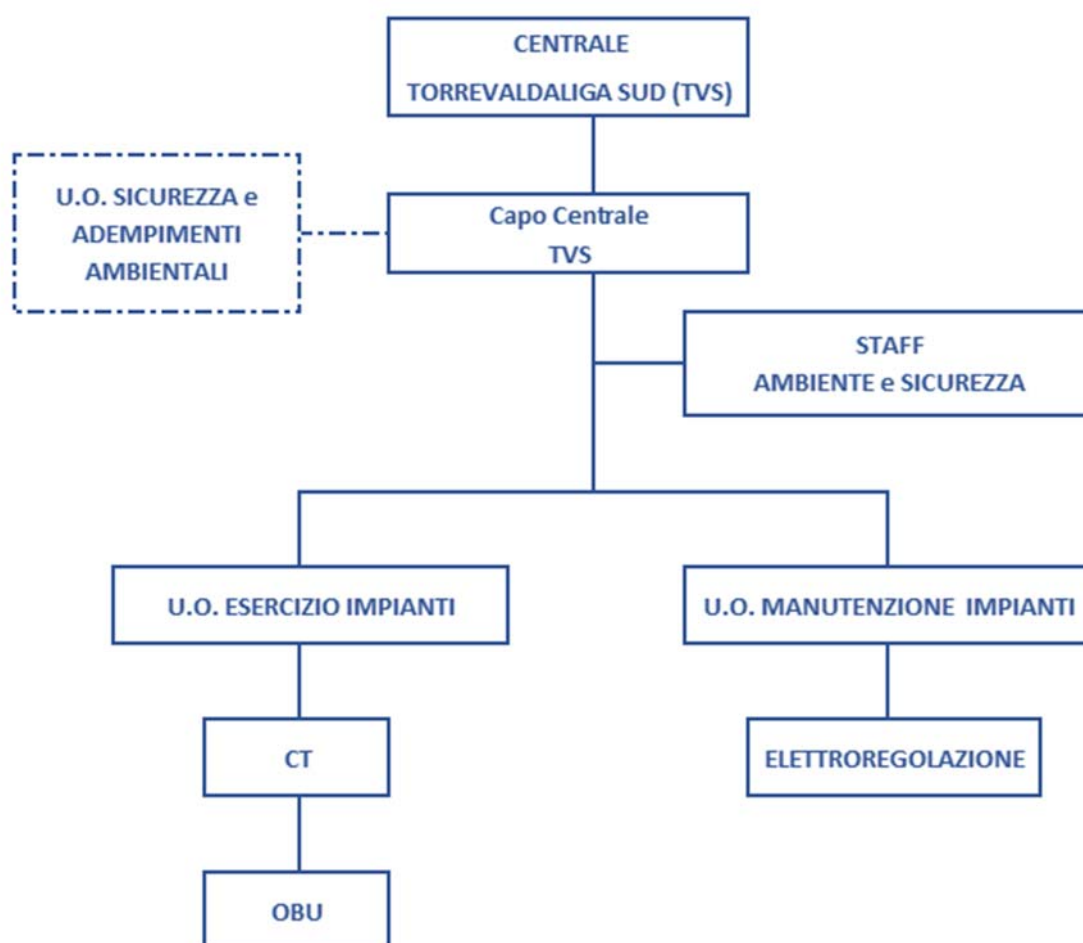 CENTRALE
TORREVALDALIGA SUD (TVS)
U.O. SICUREZZA e
ADEMPIMENTI
AMBIENTALI
Capo Centrale
TVS
STAFF
AMBIENTE e SICUREZZA
U.O. ESERCIZIO IMPIANTI
U.O. MANUTENZIONE IMPIANTI
CT
ELETTROREGOLAZIONE
OBU